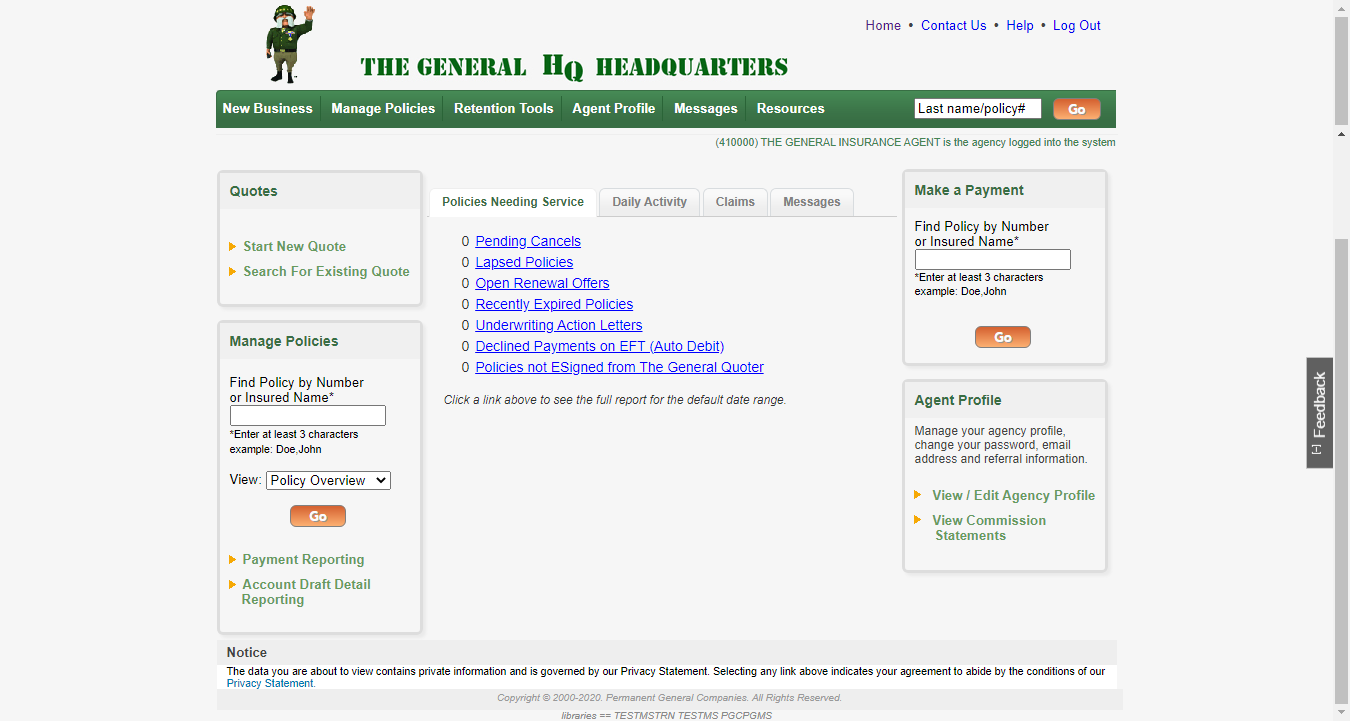 Home • Contact Us • Help • Log Out
THE GENERAL HQ HEADQUARTERS
New Business Manage Policies Retention Tools Agent Profile Messages Resources Last name/policy# Go
(410000) THE GENERAL INSURANCE AGENT is the agency logged into the system
Quotes
Start New Quote
Search For Existing Quote
Manage Policies
Find Policy by Number
or Insured Name*
*Enter at least 3 characters
example: Doe,John
View: Policy Overview
Go
Payment Reporting
Account Draft Detail
Reporting
Policies Needing Service Daily Activity Claims Messages
0 Pending Cancels
0 Lapsed Policies
0 Open Renewal Offers
0 Recently Expired Policies
0 Underwriting Action Letters
0 Declined Payments on EFT (Auto Debit)
0 Policies not ESigned from The General Quoter
Click a link above to see the full report for the default date range.
Make a Payment
Find Policy by Number
or Insured Name*
*Enter at least 3 characters
example: Doe,John
Go
Agent Profile
Manage your agency profile,
change your password, email
address and referral information.
View / Edit Agency Profile
View Commission
Statements
[-] Feedback
Notice
The data you are about to view contains private information and is governed by our Privacy Statement. Selecting any link above indicates your agreement to abide by the conditions of our
Privacy Statement.
Copyright © 2000-2020. Permanent General Companies. All Rights Reserved.
libraries == TESTMSTRN TESTMS PGCPGMS